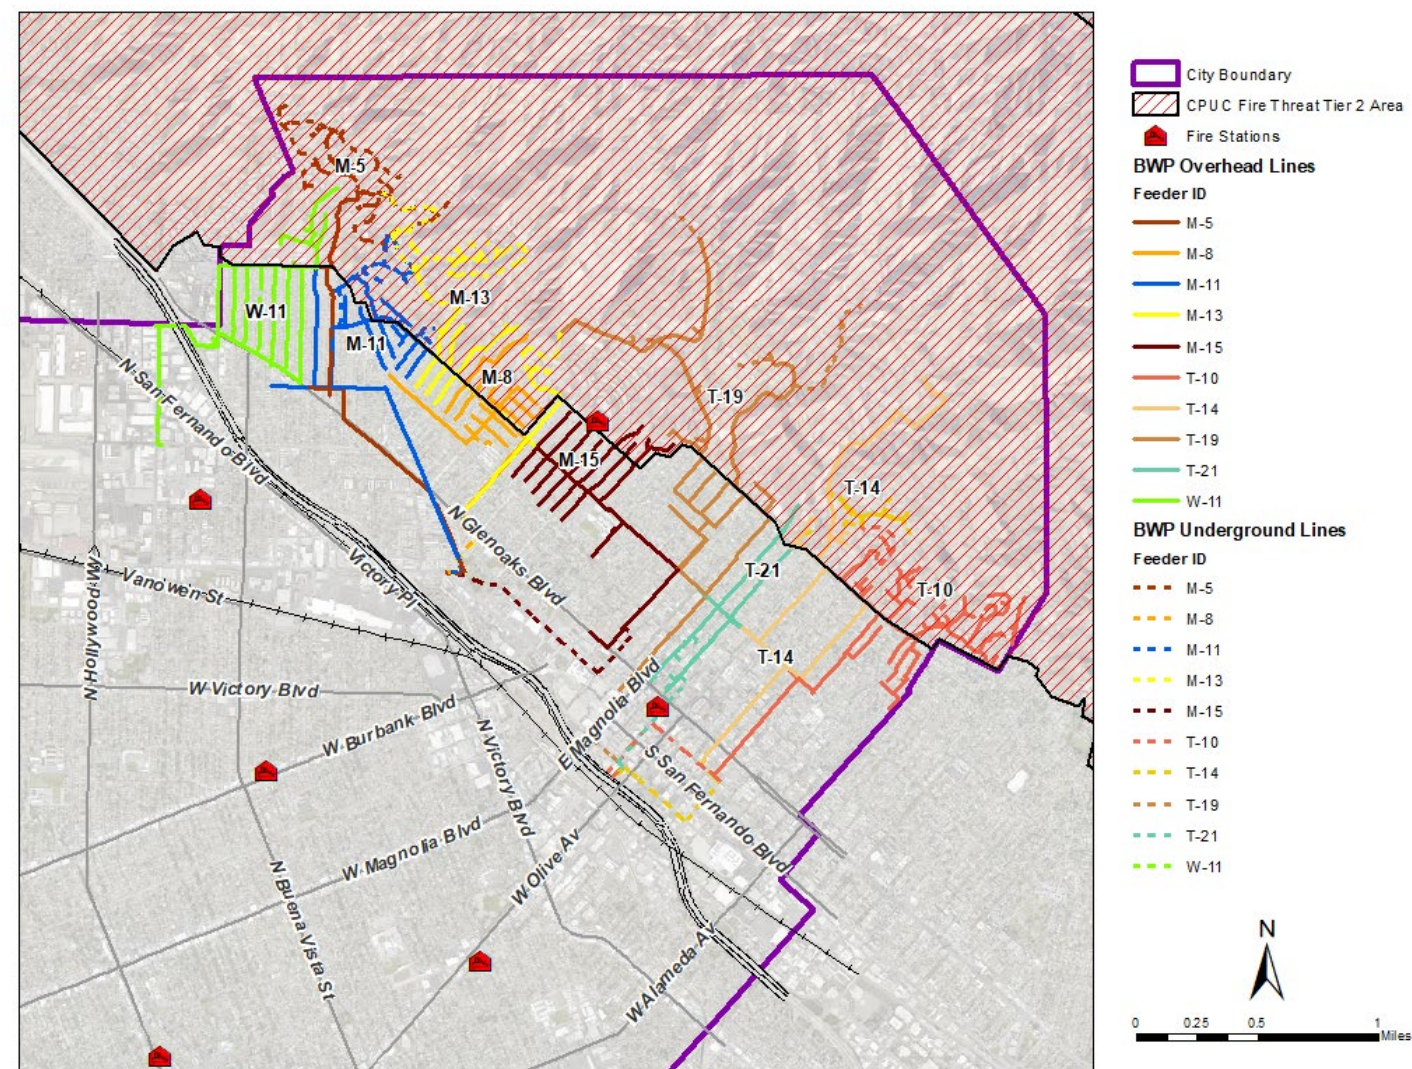 City Boundary
CPUC Fire Threat Tier 2 Area
Fire Stations
BWP Overhead Lines
Feeder ID
M-5
M-8
M-11
M-13
M-15
T-10
T-14
T-19
T-21
W-11
BWP Underground Lines
Feeder ID
M-5
M-8
M-11
M-13
M-15
T-10
T-14
T-19
T-21
W-11
N
0 0.25 0.5 1
Miles
M-5
M-13
W-11
M-11
M-8
T-19
M-15
T-14
T-21
T-10
T-14
N San Fernando Blvd
N Glenoaks Blvd
Victory Pl
Vanowen St
N Hollywood Wy
W Victory Blvd
W Burbank Blvd
N Victory Blvd
E Magnolia Blvd
S San Fernando Blvd
W Magnolia Blvd
W Olive Av
N Buena Vista St
W Alameda Av